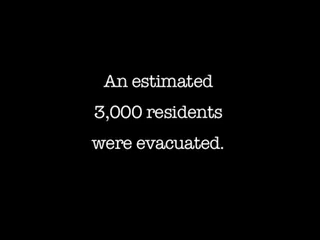 An estimated
3,000 residents
were evacuated.